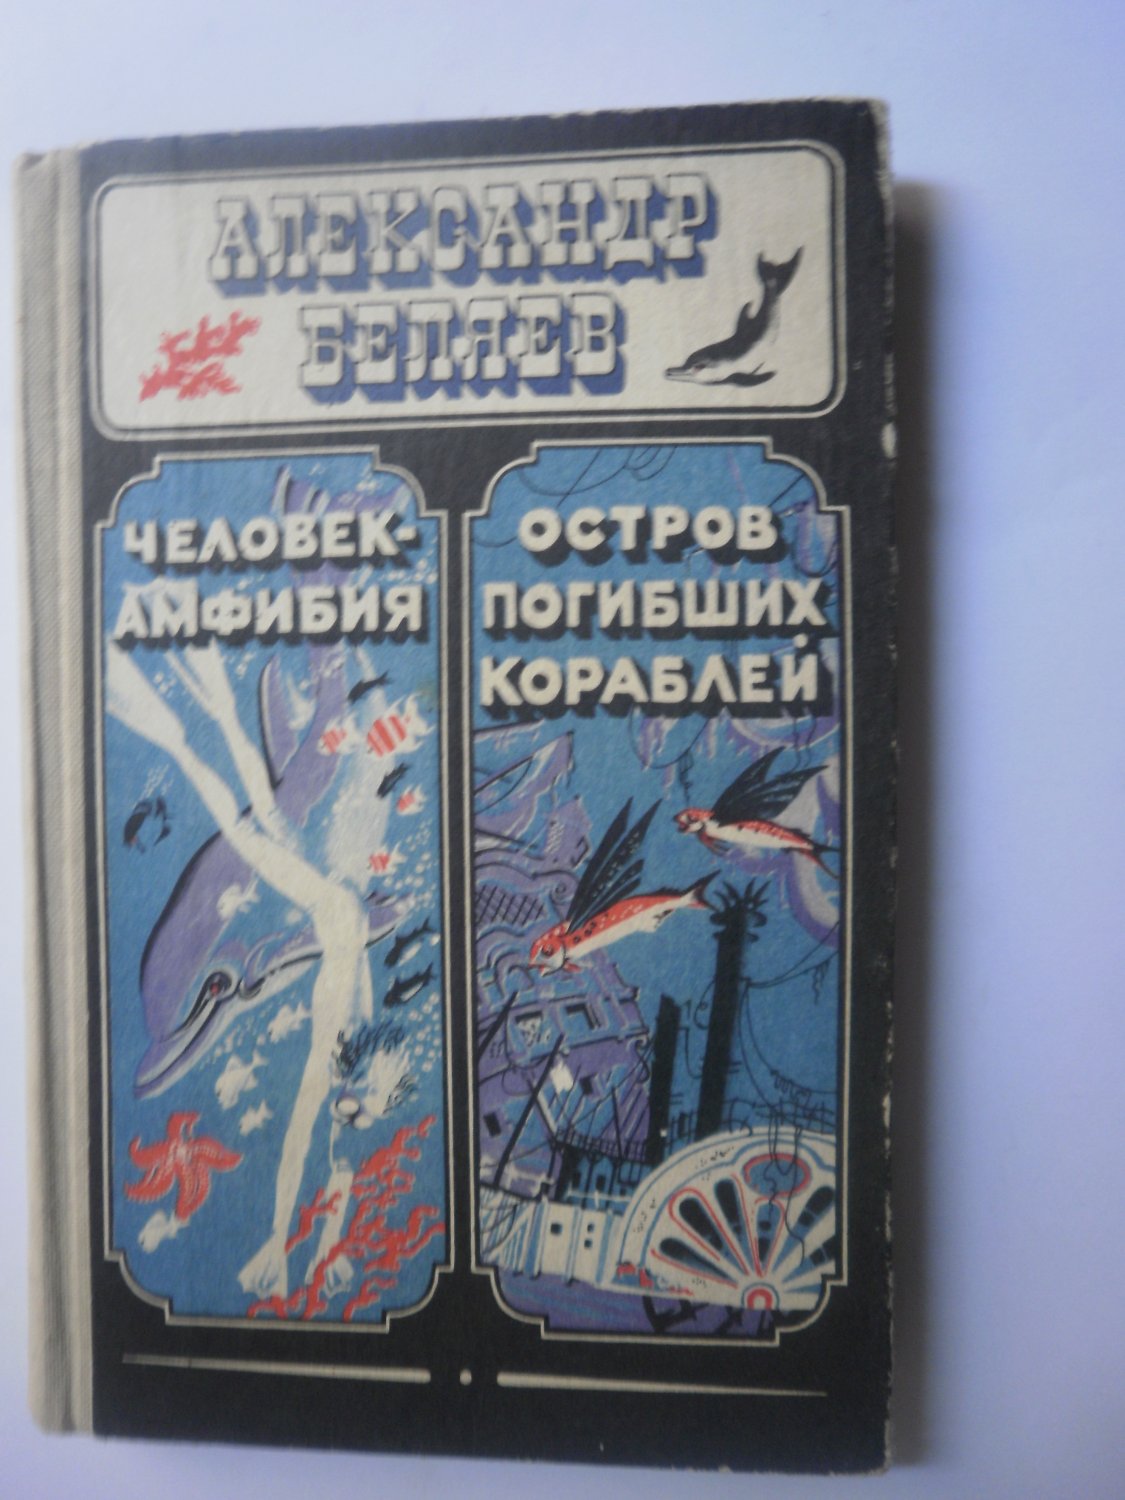 АЛЕКСАНДР
БЕЛЯЕВ
ЧЕЛОВЕК-
АМФИБИЯ
ОСТРОВ
ПОГИБШИХ
КОРАБЛЕЙ